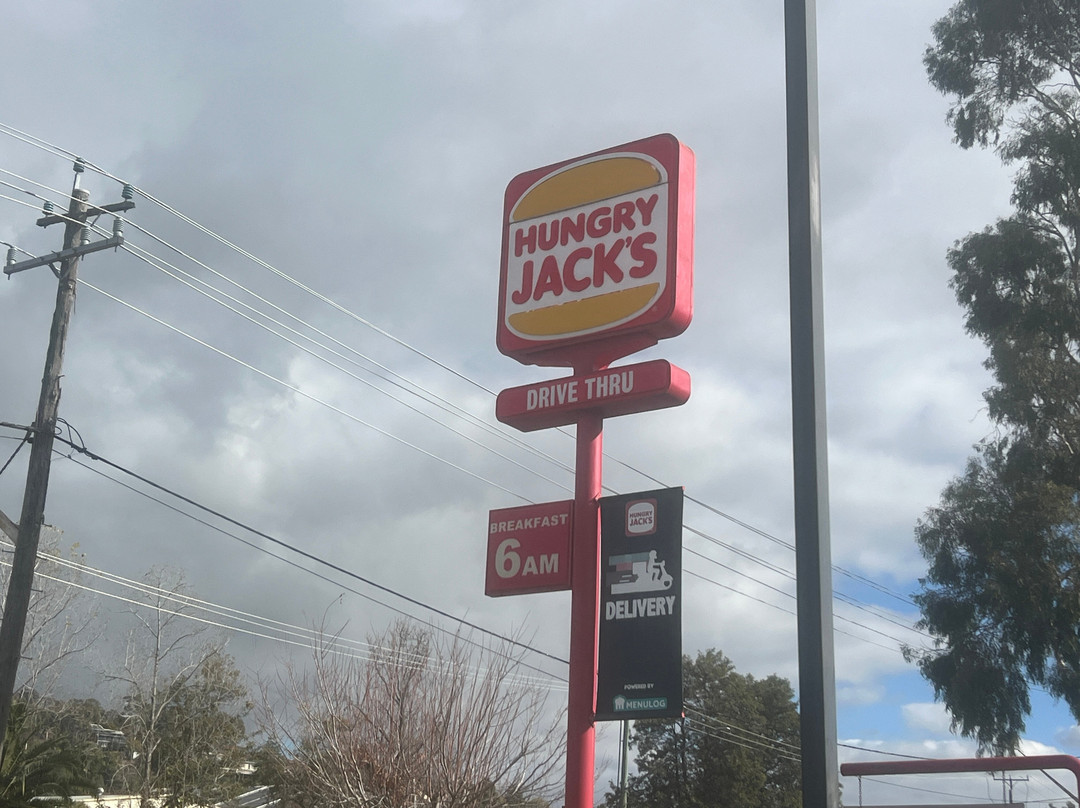 HUNGRY
JACK'S
DRIVE THRU
BREAKFAST
6AM
HUNGRY
JACK'S
DELIVERY
POWERED BY
MENULOG